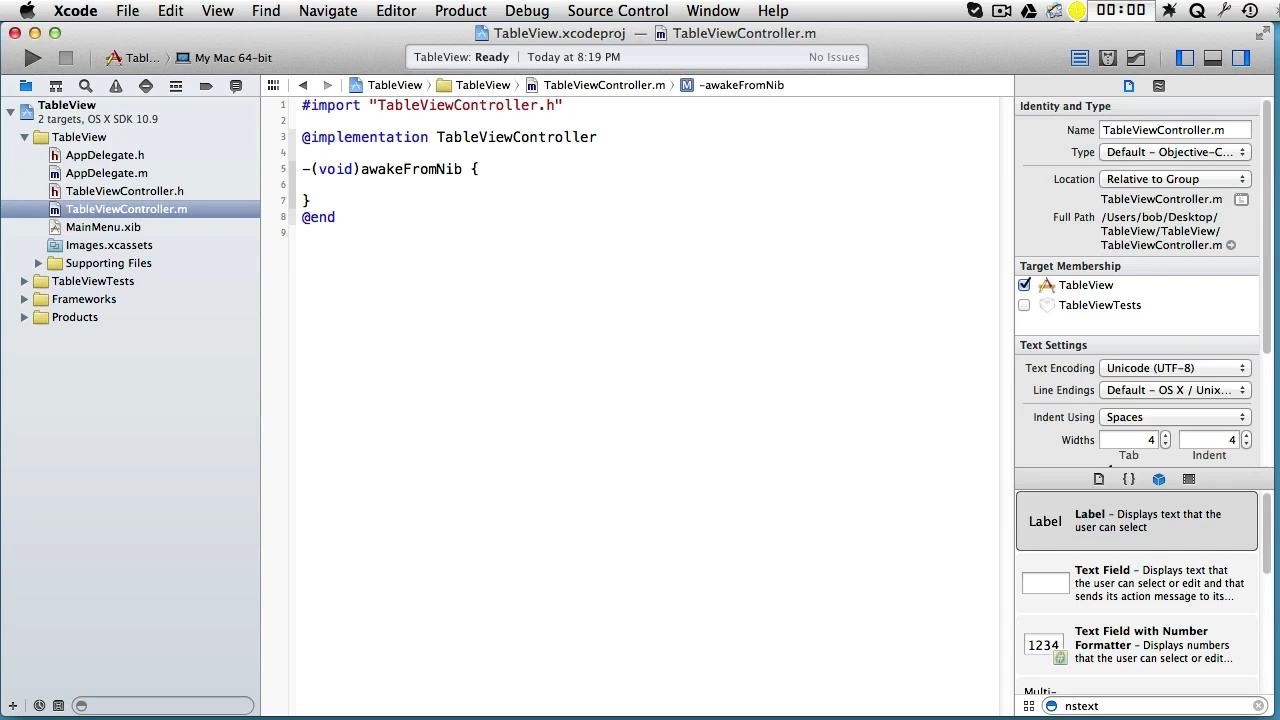 Xcode File Edit View Find Navigate Editor Product Debug Source Control Window Help 00:00
TableView.xcodeproj — TableViewController.m
Tabl... My Mac 64-bit
TableView: Ready Today at 8:19 PM No Issues
TableView TableView TableViewController.m M -awakeFromNib
TableView
2 targets, OS X SDK 10.9
TableView
h AppDelegate.h
m AppDelegate.m
h TableViewController.h
m TableViewController.m
MainMenu.xib
Images.xcassets
Supporting Files
TableViewTests
Frameworks
Products
1 #import "TableViewController.h"
2
3 @implementation TableViewController
4
5 -(void)awakeFromNib {
6
7 }
8 @end
9
Identity and Type
Name TableViewController.m
Type Default - Objective-C...
Location Relative to Group
TableViewController.m
Full Path /Users/bob/Desktop/
TableView/TableView/
TableViewController.m
Target Membership
TableView
TableViewTests
Text Settings
Text Encoding Unicode (UTF-8)
Line Endings Default - OS X / Unix...
Indent Using Spaces
Widths 4 4
Tab Indent
{ }
Label Label - Displays text that the
user can select
Text Field - Displays text that
the user can select or edit and that
sends its action message to its...
Text Field with Number
1234 Formatter - Displays numbers
that the user can select or edit...
Multi-
nstext